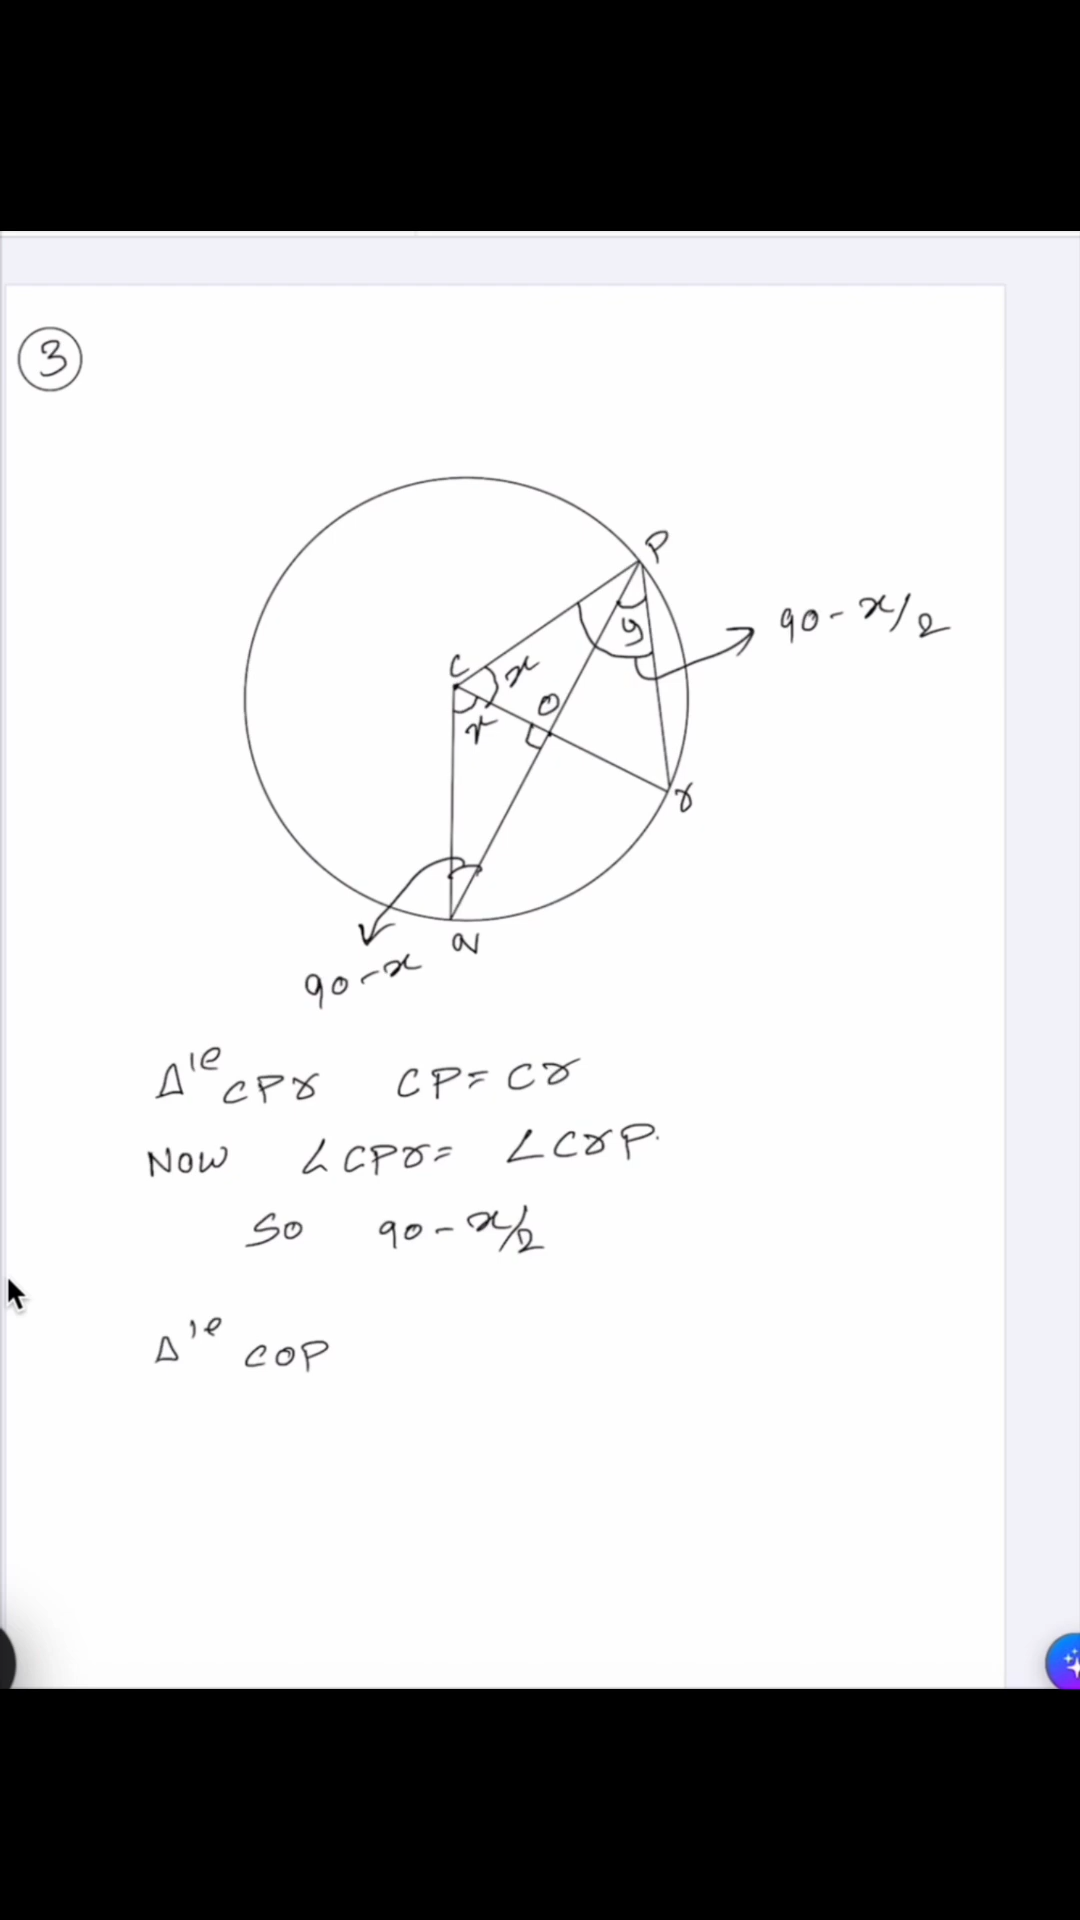 3
P
90 - x/2
y
C
x
O
x
r
Q
90 - x
Δ'le CPr CP = Cr
Now ∠CPr = ∠CrP.
So 90 - x/2
Δ'le COP